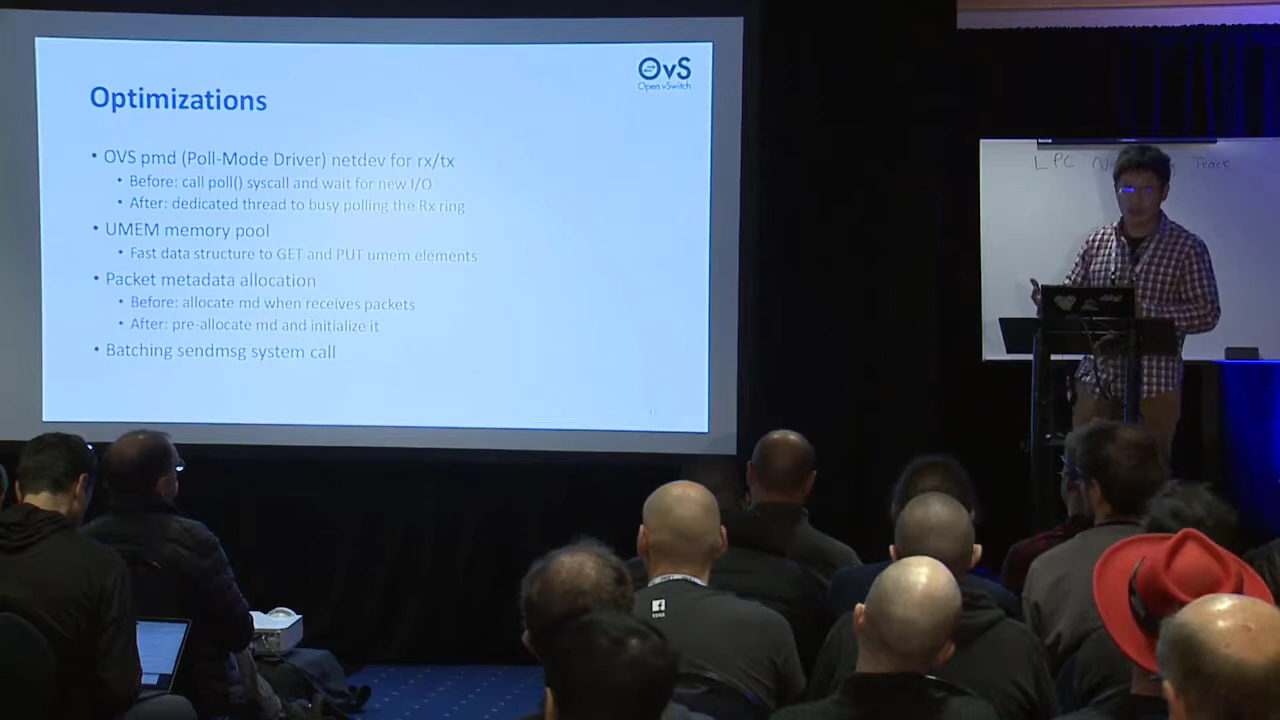 OvS
Open vSwitch
Optimizations
• OVS pmd (Poll-Mode Driver) netdev for rx/tx
• Before: call poll() syscall and wait for new I/O
• After: dedicated thread to busy polling the Rx ring
• UMEM memory pool
• Fast data structure to GET and PUT umem elements
• Packet metadata allocation
• Before: allocate md when receives packets
• After: pre-allocate md and initialize it
• Batching sendmsg system call
LPC Track